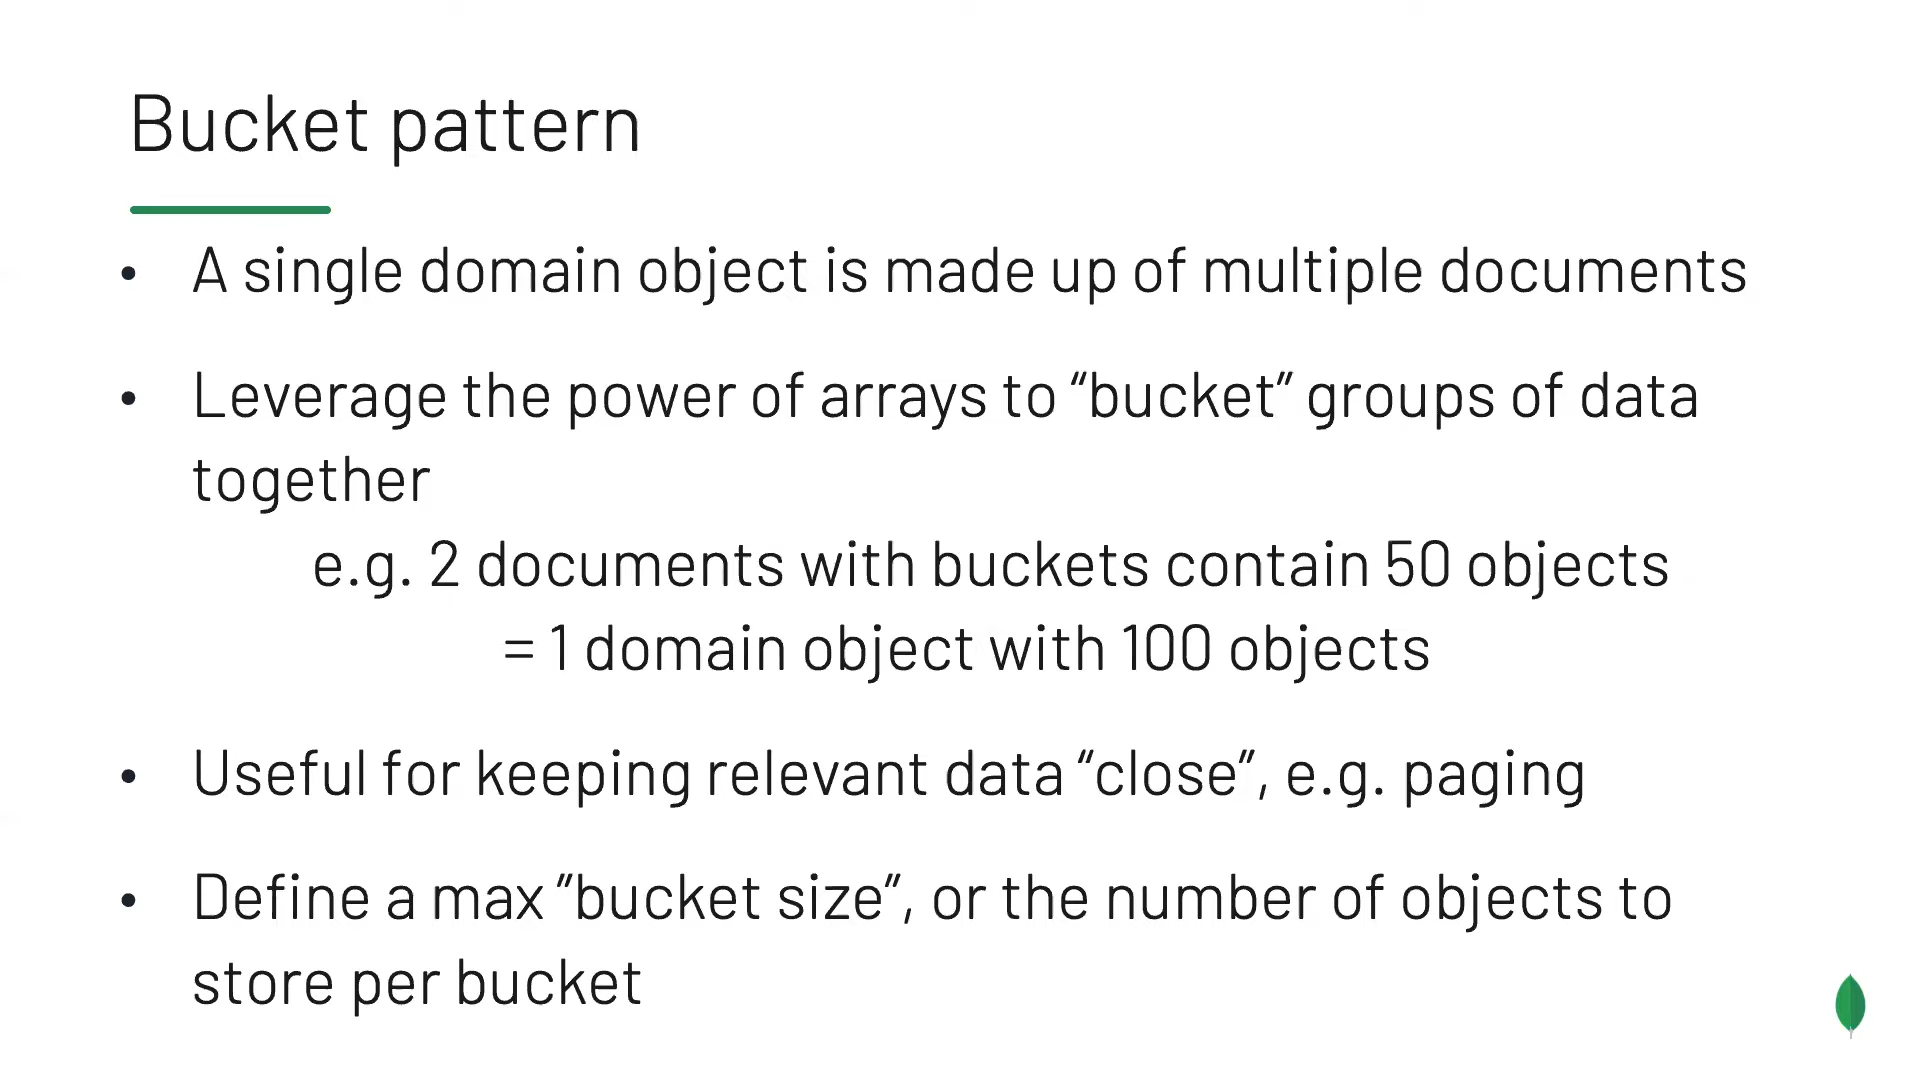 Bucket pattern
• A single domain object is made up of multiple documents
• Leverage the power of arrays to “bucket” groups of data
together
e.g. 2 documents with buckets contain 50 objects
= 1 domain object with 100 objects
• Useful for keeping relevant data “close”, e.g. paging
• Define a max ”bucket size”, or the number of objects to
store per bucket